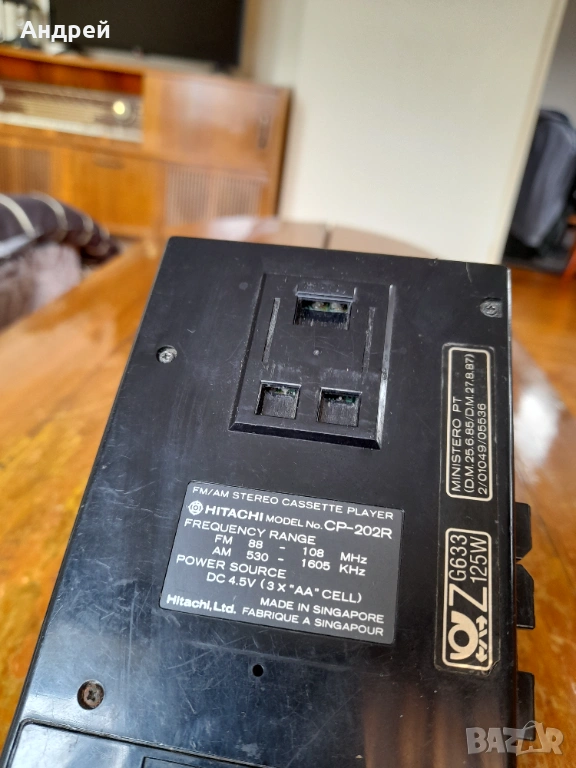 Андрей
MINISTERO PT
(D.M.25.6.85/D.M.27.8.87)
2/01049/05536
FM/AM STEREO CASSETTE PLAYER
HITACHI MODEL No. CP-202R
FREQUENCY RANGE
FM 88 - 108 MHz
AM 530 - 1605 KHz
POWER SOURCE
DC 4.5V (3 X "AA" CELL)
MADE IN SINGAPORE
Hitachi, Ltd. FABRIQUE A SINGAPOUR
Z G633
125W
BAZAR